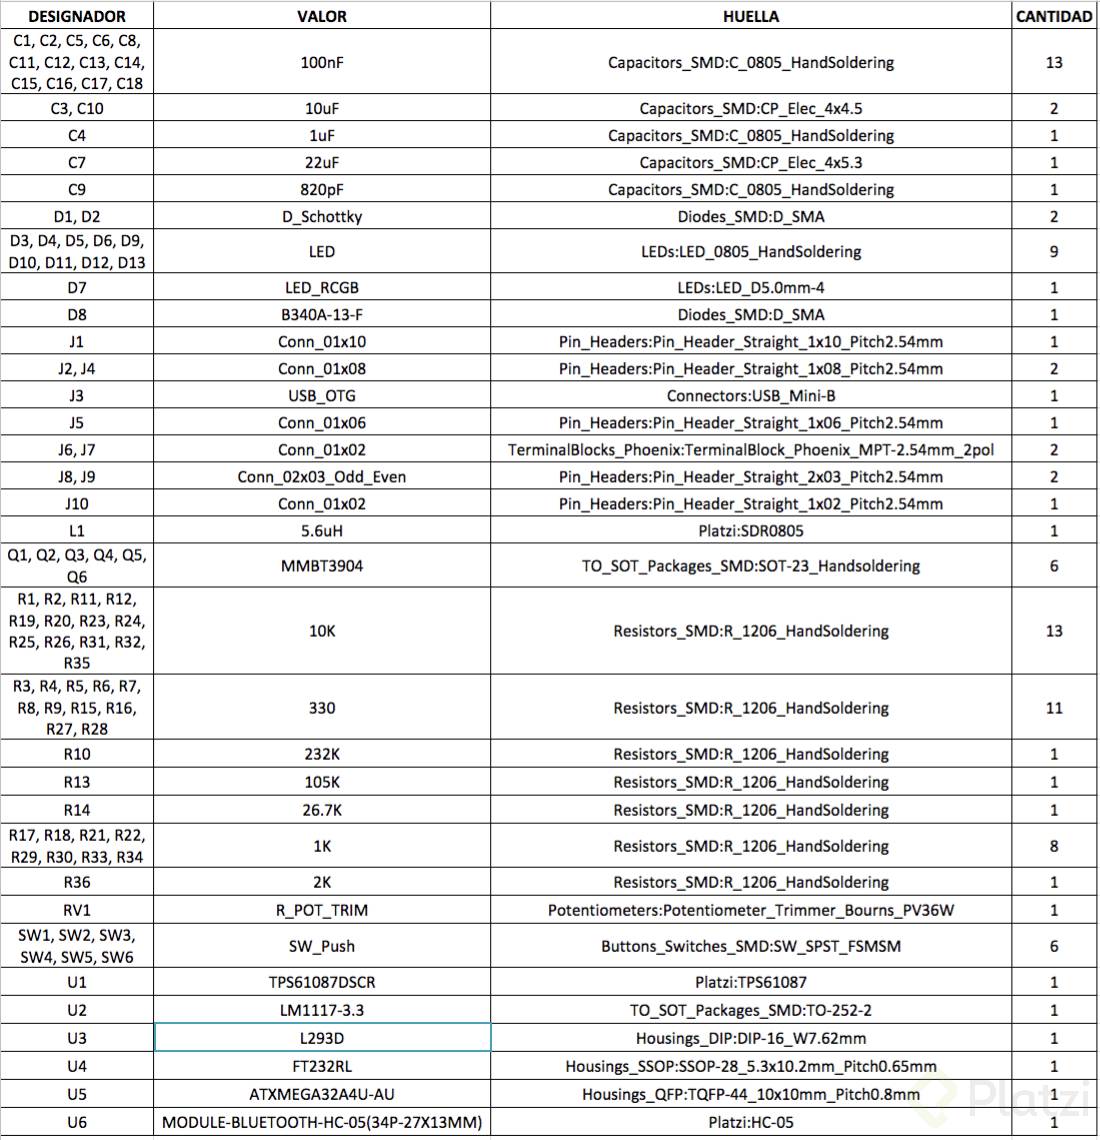 DESIGNADOR VALOR HUELLA CANTIDAD
C1, C2, C5, C6, C8,
C11, C12, C13, C14,
C15, C16, C17, C18 100nF Capacitors_SMD:C_0805_HandSoldering 13
C3, C10 10uF Capacitors_SMD:CP_Elec_4x4.5 2
C4 1uF Capacitors_SMD:C_0805_HandSoldering 1
C7 22uF Capacitors_SMD:CP_Elec_4x5.3 1
C9 820pF Capacitors_SMD:C_0805_HandSoldering 1
D1, D2 D_Schottky Diodes_SMD:D_SMA 2
D3, D4, D5, D6, D9,
D10, D11, D12, D13 LED LEDs:LED_0805_HandSoldering 9
D7 LED_RCGB LEDs:LED_D5.0mm-4 1
D8 B340A-13-F Diodes_SMD:D_SMA 1
J1 Conn_01x10 Pin_Headers:Pin_Header_Straight_1x10_Pitch2.54mm 1
J2, J4 Conn_01x08 Pin_Headers:Pin_Header_Straight_1x08_Pitch2.54mm 2
J3 USB_OTG Connectors:USB_Mini-B 1
J5 Conn_01x06 Pin_Headers:Pin_Header_Straight_1x06_Pitch2.54mm 1
J6, J7 Conn_01x02 TerminalBlocks_Phoenix:TerminalBlock_Phoenix_MPT-2.54mm_2pol 2
J8, J9 Conn_02x03_Odd_Even Pin_Headers:Pin_Header_Straight_2x03_Pitch2.54mm 2
J10 Conn_01x02 Pin_Headers:Pin_Header_Straight_1x02_Pitch2.54mm 1
L1 5.6uH Platzi:SDR0805 1
Q1, Q2, Q3, Q4, Q5,
Q6 MMBT3904 TO_SOT_Packages_SMD:SOT-23_Handsoldering 6
R1, R2, R11, R12,
R19, R20, R23, R24,
R25, R26, R31, R32,
R35 10K Resistors_SMD:R_1206_HandSoldering 13
R3, R4, R5, R6, R7,
R8, R9, R15, R16,
R27, R28 330 Resistors_SMD:R_1206_HandSoldering 11
R10 232K Resistors_SMD:R_1206_HandSoldering 1
R13 105K Resistors_SMD:R_1206_HandSoldering 1
R14 26.7K Resistors_SMD:R_1206_HandSoldering 1
R17, R18, R21, R22,
R29, R30, R33, R34 1K Resistors_SMD:R_1206_HandSoldering 8
R36 2K Resistors_SMD:R_1206_HandSoldering 1
RV1 R_POT_TRIM Potentiometers:Potentiometer_Trimmer_Bourns_PV36W 1
SW1, SW2, SW3,
SW4, SW5, SW6 SW_Push Buttons_Switches_SMD:SW_SPST_FSMSM 6
U1 TPS61087DSCR Platzi:TPS61087 1
U2 LM1117-3.3 TO_SOT_Packages_SMD:TO-252-2 1
U3 L293D Housings_DIP:DIP-16_W7.62mm 1
U4 FT232RL Housings_SSOP:SSOP-28_5.3x10.2mm_Pitch0.65mm 1
U5 ATXMEGA32A4U-AU Housings_QFP:TQFP-44_10x10mm_Pitch0.8mm 1
U6 MODULE-BLUETOOTH-HC-05(34P-27X13MM) Platzi:HC-05 1
Platzi